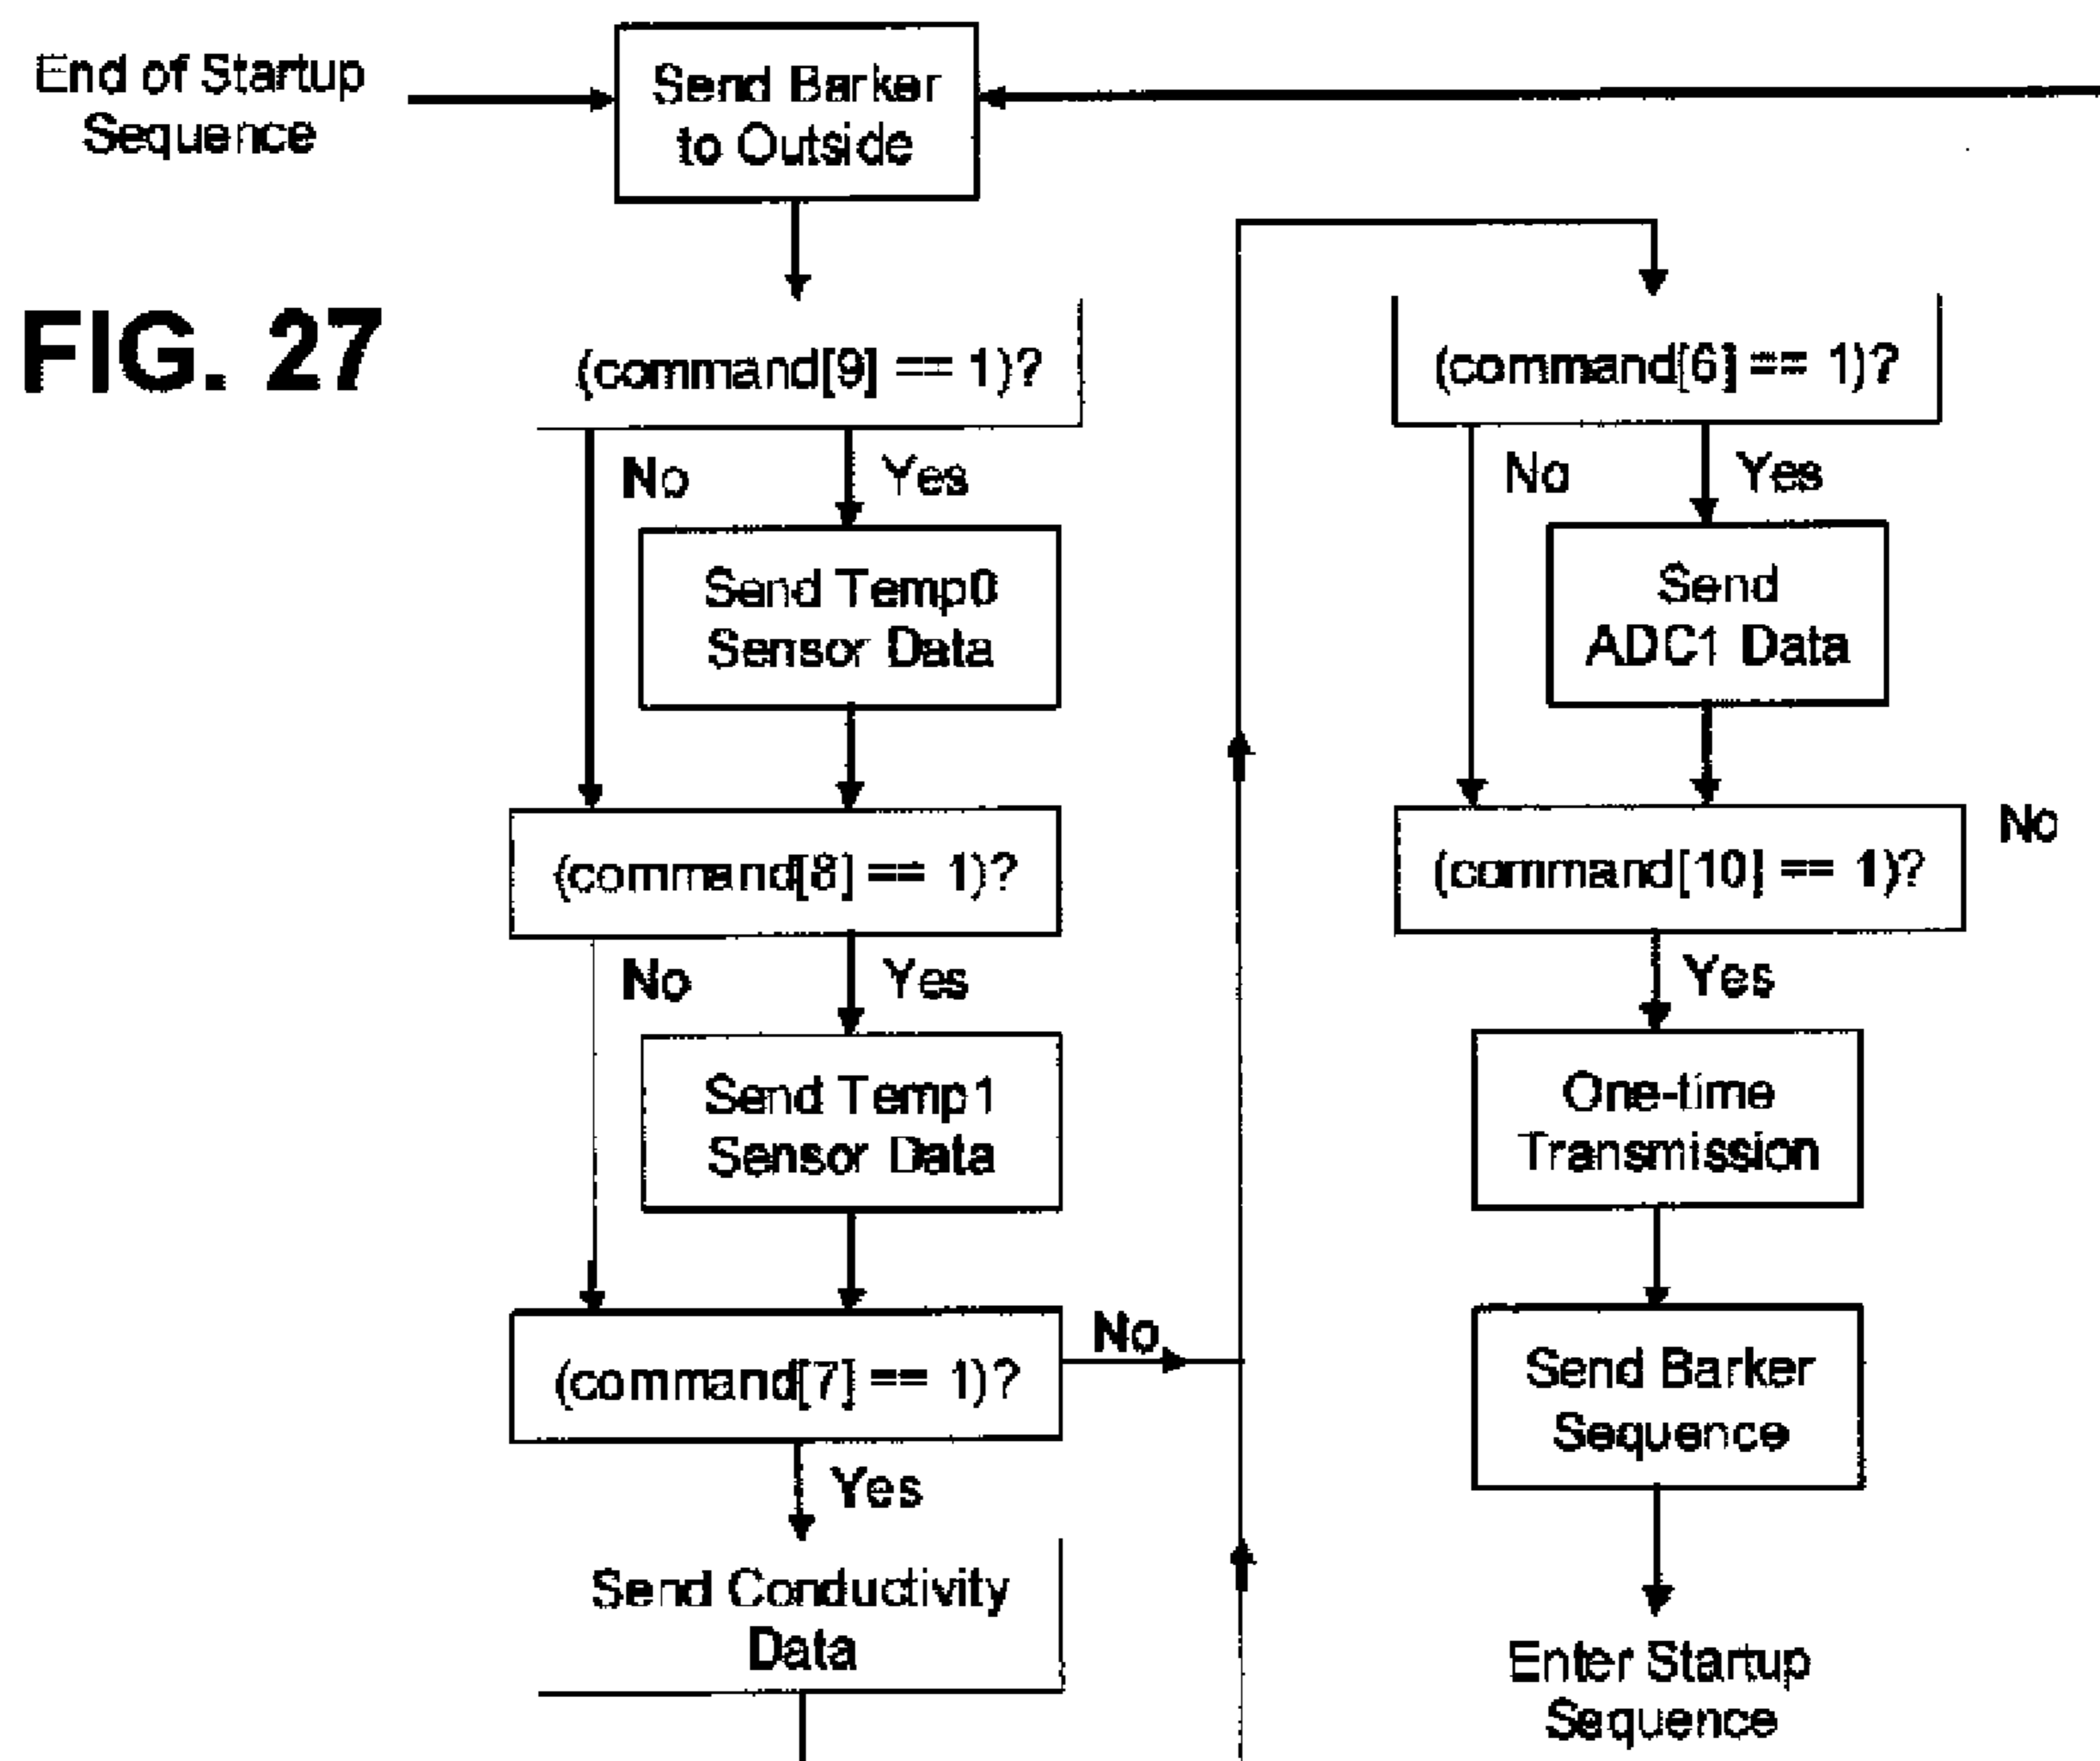 End of Startup
Sequence
Send Barker
to Outside
FIG. 27
(command[9] == 1)?
No
Yes
Send Temp0
Sensor Data
(command[8] == 1)?
No
Yes
Send Temp1
Sensor Data
(command[7] == 1)?
No
Yes
Send Conductivity
Data
(command[6] == 1)?
No
Yes
Send
ADC1 Data
(command[10] == 1)?
No
Yes
One-time
Transmission
Send Barker
Sequence
Enter Startup
Sequence